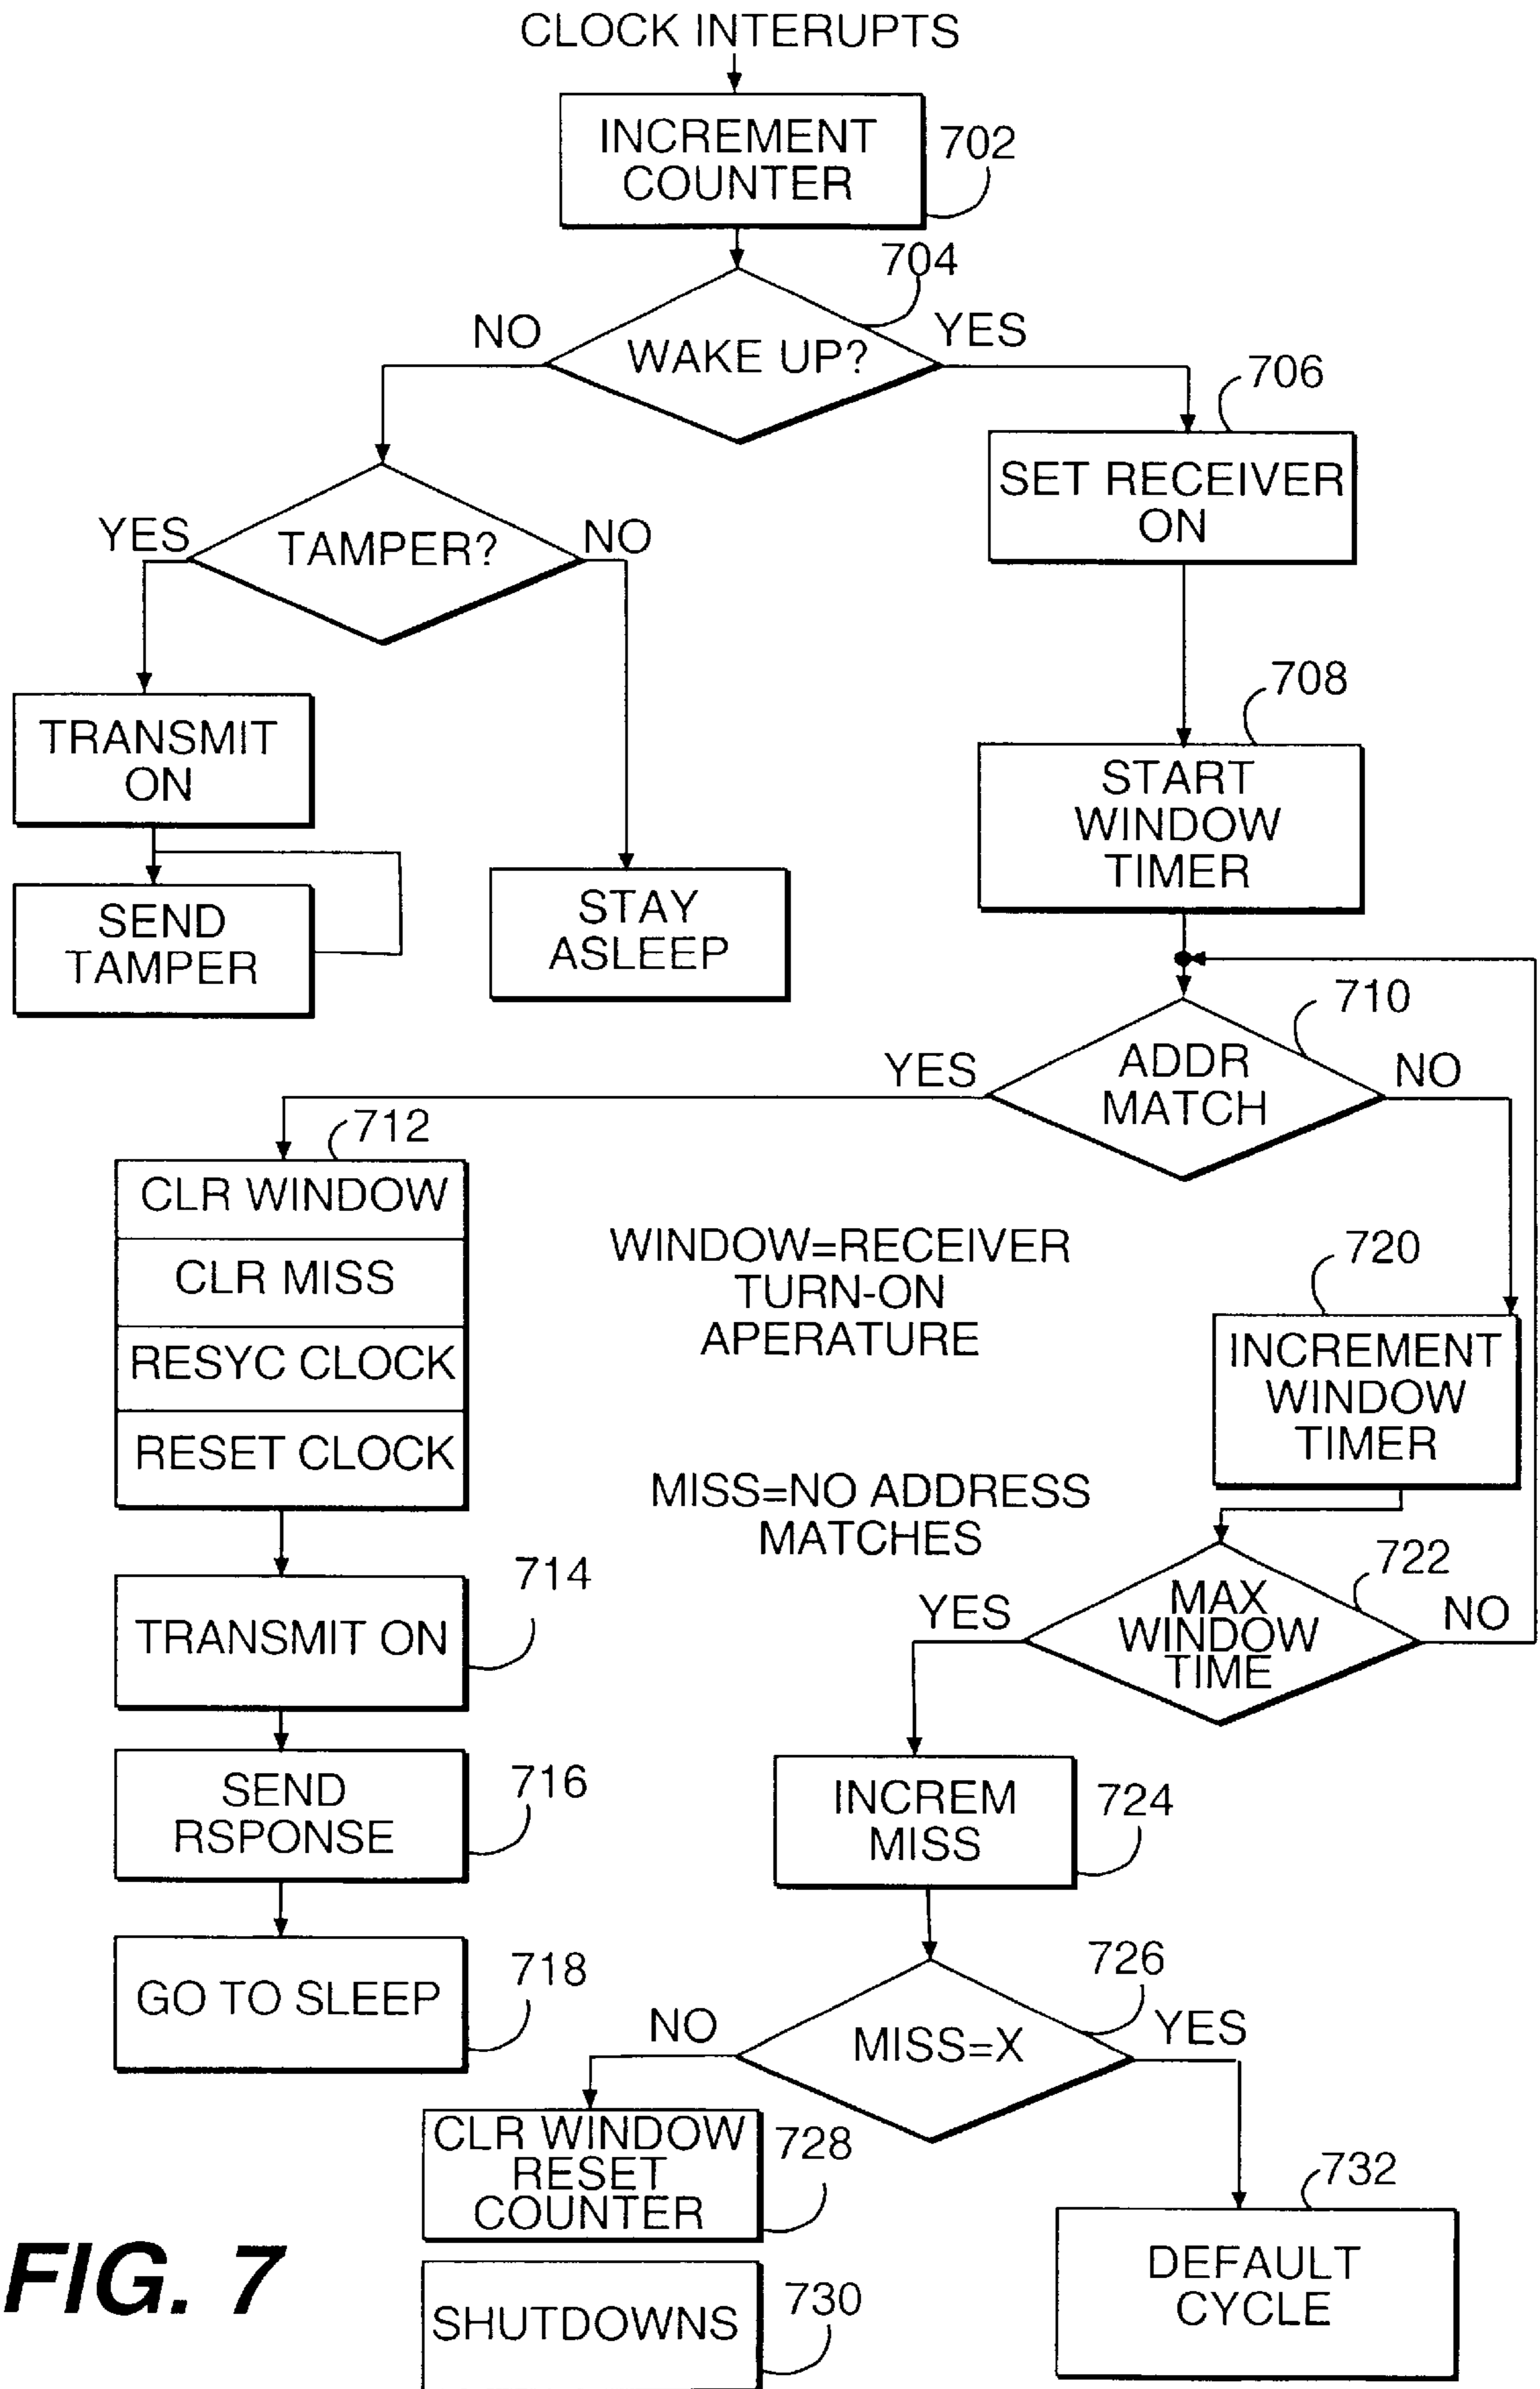 CLOCK INTERUPTS
INCREMENT
COUNTER
702
704
NO
WAKE UP?
YES
706
SET RECEIVER
ON
YES
TAMPER?
NO
708
TRANSMIT
ON
START
WINDOW
TIMER
SEND
TAMPER
STAY
ASLEEP
710
YES
ADDR
MATCH
NO
712
CLR WINDOW
CLR MISS
RESYC CLOCK
RESET CLOCK
WINDOW=RECEIVER
TURN-ON
APERATURE
720
INCREMENT
WINDOW
TIMER
MISS=NO ADDRESS
MATCHES
714
TRANSMIT ON
722
YES
MAX
WINDOW
TIME
NO
716
SEND
RSPONSE
INCREM
MISS
724
718
GO TO SLEEP
726
NO
MISS=X
YES
CLR WINDOW
RESET
COUNTER
728
732
DEFAULT
CYCLE
FIG. 7
SHUTDOWNS
730